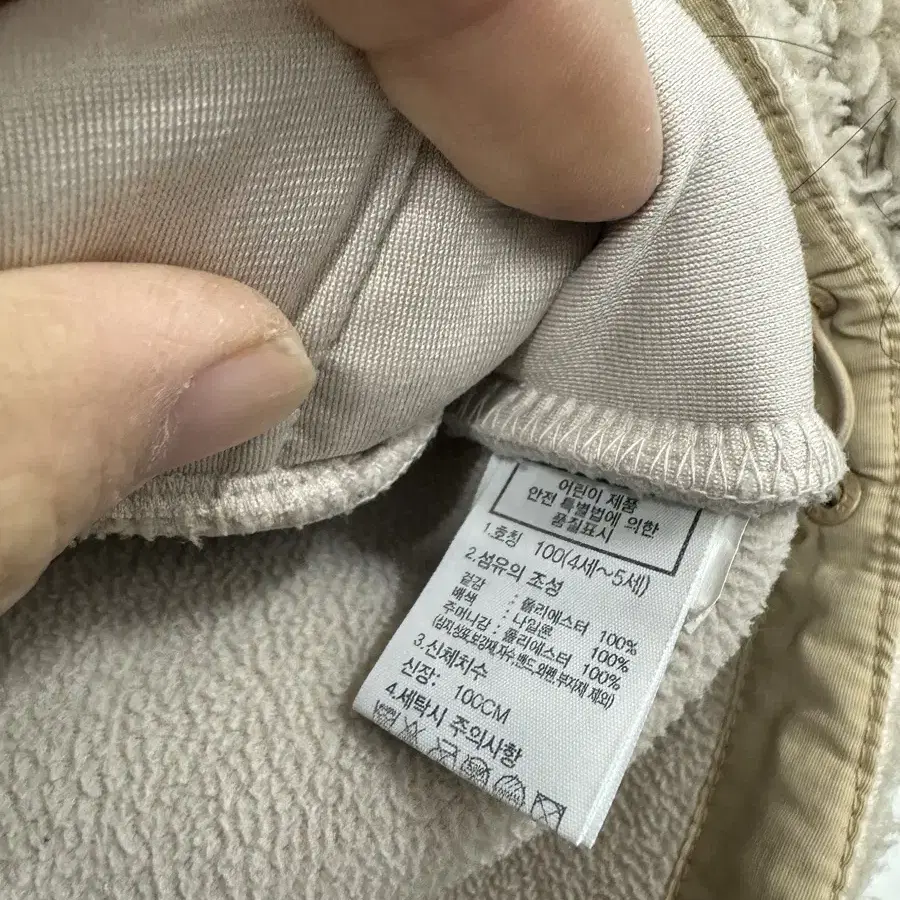 어린이 제품
안전 특별법에 의한
품질표시
1.호칭 100(4세~5세)
2.섬유의 조성
겉감 : 폴리에스터 100%
배색 : 나일론 100%
주머니감 : 폴리에스터 100%
(심지,상표,보강재,자수,밴드,와펜,부자재 제외)
3.신체치수
신장: 100CM
4.세탁시 주의사항